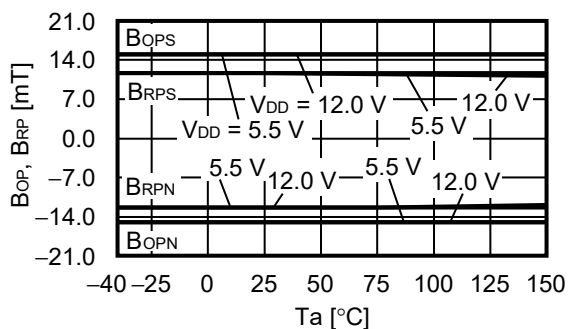 21.0
BOPS
14.0
BRPS
7.0
VDD = 12.0 V
12.0 V
VDD = 5.5 V
5.5 V
0.0
BOP, BRP [mT]
−7.0
BRPN
5.5 V
12.0 V
5.5 V
12.0 V
−14.0
BOPN
−21.0
−40 −25 0 25 50 75 100 125 150
Ta [°C]